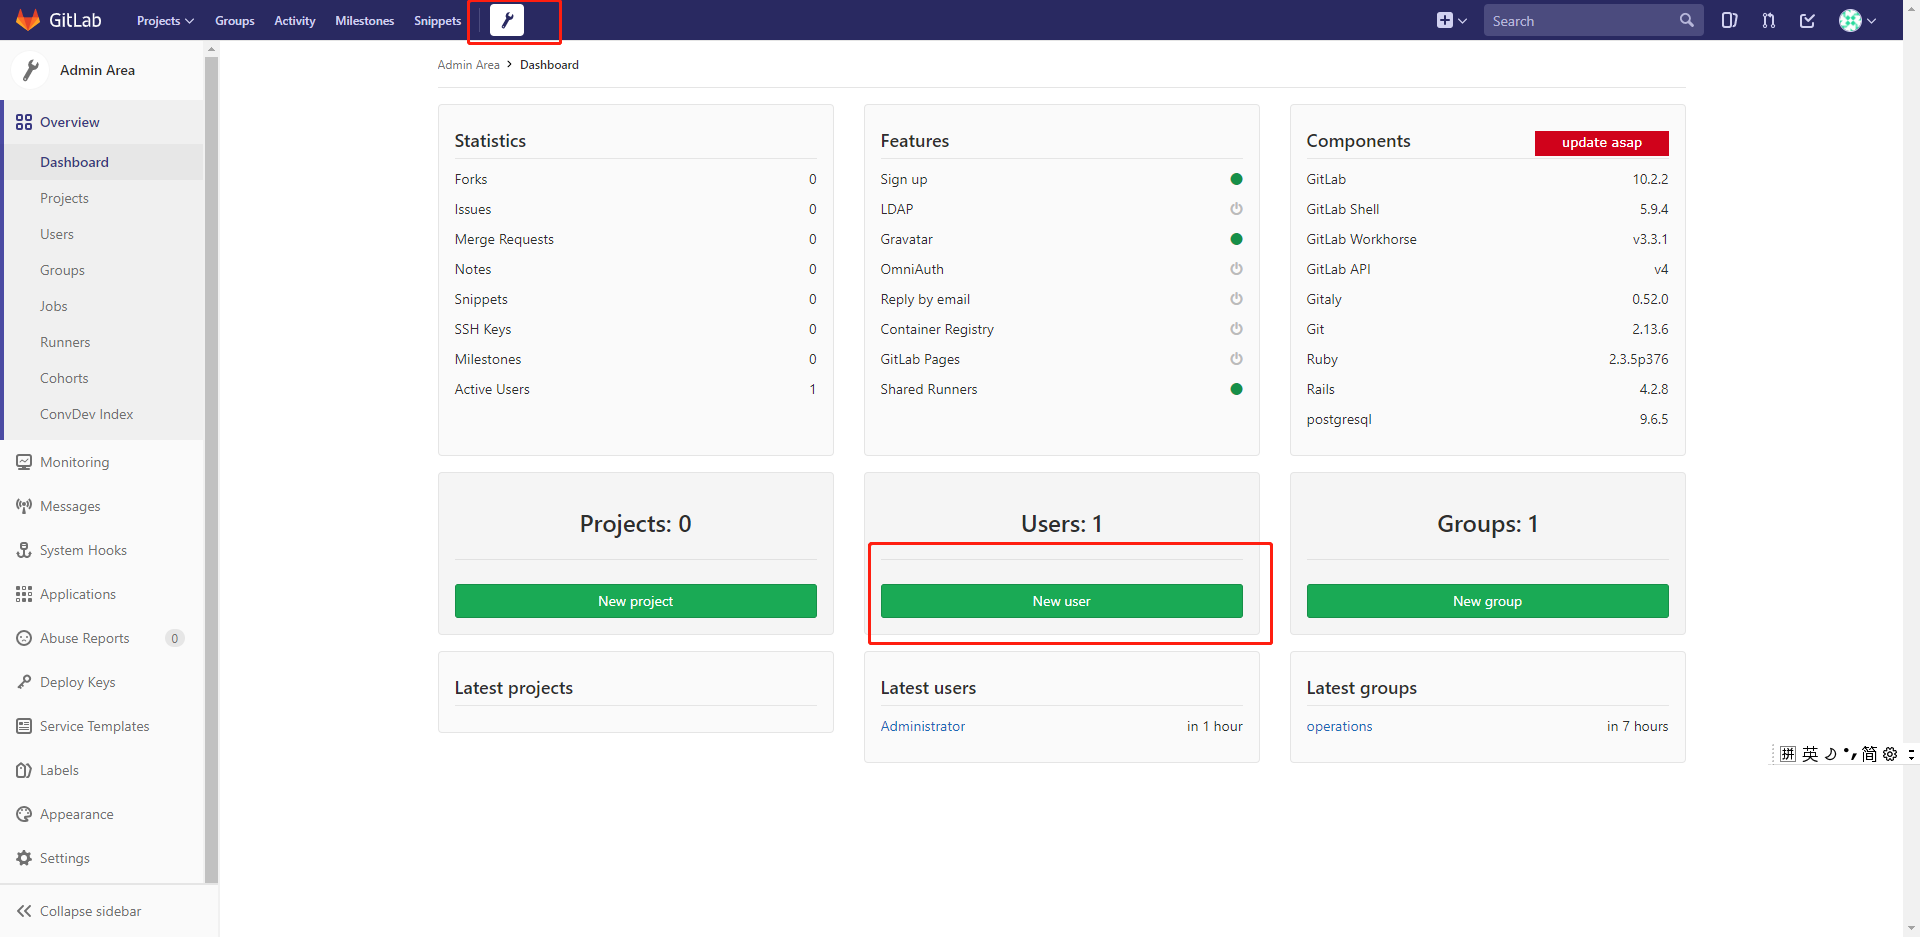 GitLab Projects Groups Activity Milestones Snippets Search
Admin Area
Overview
Dashboard
Projects
Users
Groups
Jobs
Runners
Cohorts
ConvDev Index
Monitoring
Messages
System Hooks
Applications
Abuse Reports 0
Deploy Keys
Service Templates
Labels
Appearance
Settings
Collapse sidebar
Admin Area > Dashboard
Statistics
Forks 0
Issues 0
Merge Requests 0
Notes 0
Snippets 0
SSH Keys 0
Milestones 0
Active Users 1
Features
Sign up
LDAP
Gravatar
OmniAuth
Reply by email
Container Registry
GitLab Pages
Shared Runners
Components update asap
GitLab 10.2.2
GitLab Shell 5.9.4
GitLab Workhorse v3.3.1
GitLab API v4
Gitaly 0.52.0
Git 2.13.6
Ruby 2.3.5p376
Rails 4.2.8
postgresql 9.6.5
Projects: 0
New project
Users: 1
New user
Groups: 1
New group
Latest projects
Latest users
Administrator in 1 hour
Latest groups
operations in 7 hours
拼 英 简